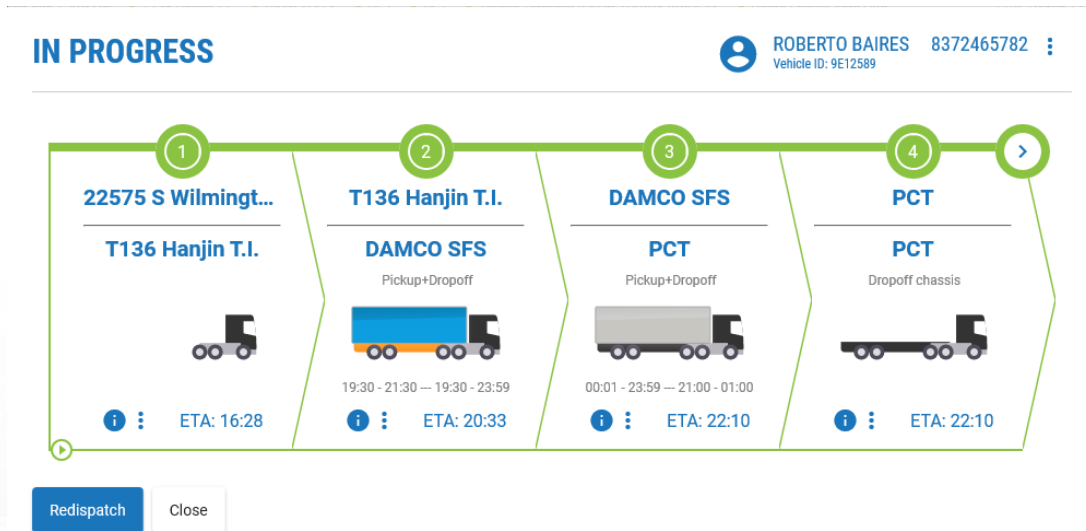 IN PROGRESS
ROBERTO BAIRES 8372465782
Vehicle ID: 9E12589
1
2
3
4
22575 S Wilmingt...
T136 Hanjin T.I.
T136 Hanjin T.I.
DAMCO SFS
Pickup+Dropoff
DAMCO SFS
PCT
Pickup+Dropoff
PCT
PCT
Dropoff chassis
19:30 - 21:30 --- 19:30 - 23:59
00:01 - 23:59 --- 21:00 - 01:00
ETA: 16:28
ETA: 20:33
ETA: 22:10
ETA: 22:10
Redispatch
Close